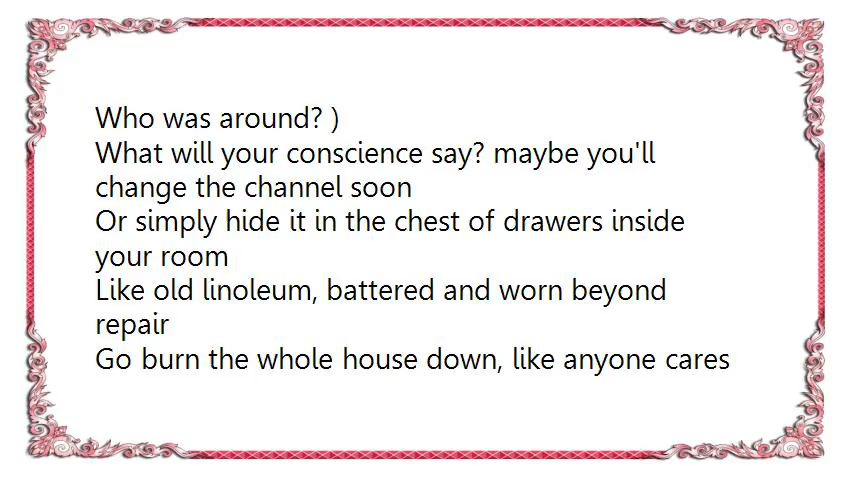 Who was around? )
What will your conscience say? maybe you'll
change the channel soon
Or simply hide it in the chest of drawers inside
your room
Like old linoleum, battered and worn beyond
repair
Go burn the whole house down, like anyone cares